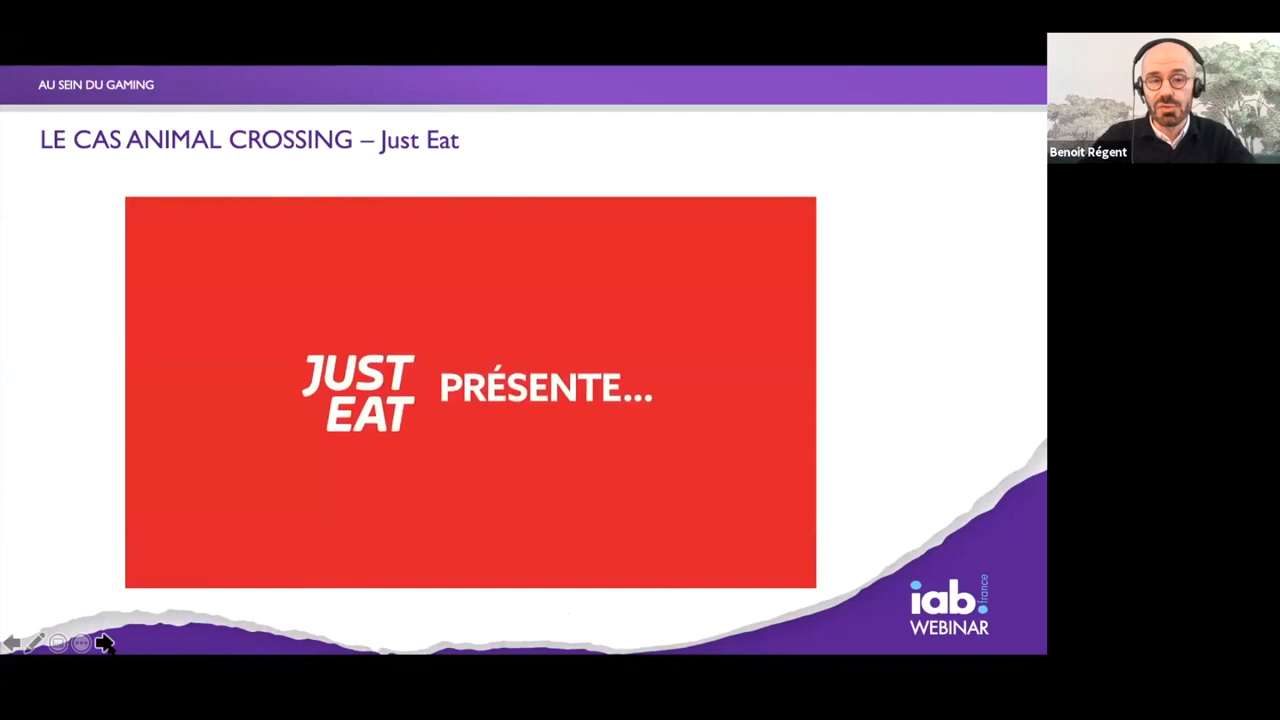 AU SEIN DU GAMING
LE CAS ANIMAL CROSSING – Just Eat
JUST
EAT
PRÉSENTE...
iab.
france
WEBINAR
Benoit Régent